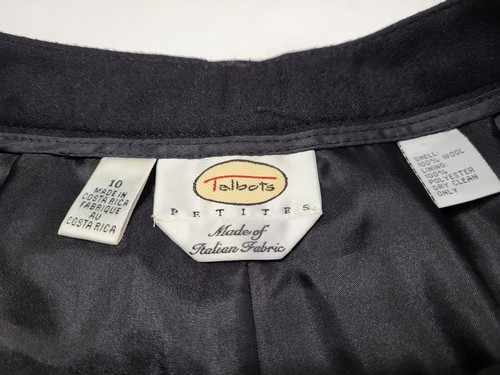 10
MADE IN
COSTA RICA
FABRIQUE
AU
COSTA RICA
Talbots
PETITES
Made of
Italian Fabric
SHELL:
100% WOOL
LINING:
100%
POLYESTER
DRY CLEAN
ONLY